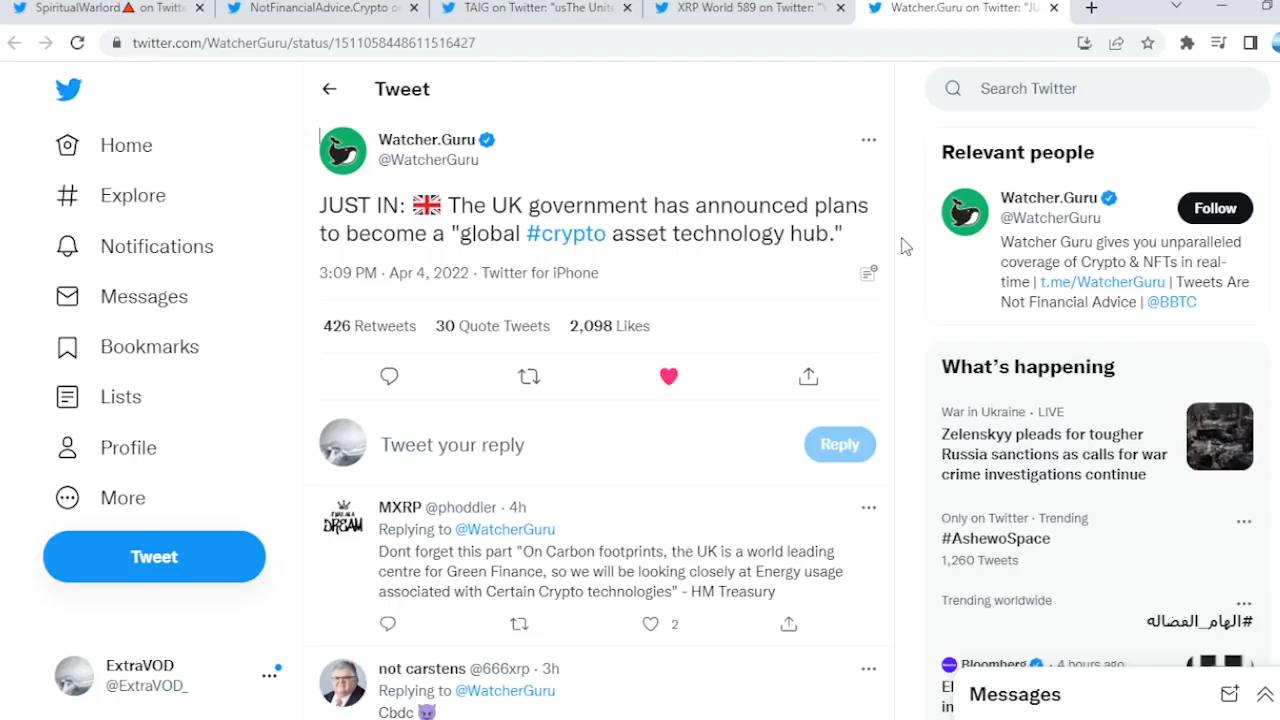 SpiritualWarlord🔺 on Twitte
NotFinancialAdvice.Crypto or
TAIG on Twitter: "usThe Unite
XRP World 589 on Twitter: "Y
Watcher.Guru on Twitter: "JU
twitter.com/WatcherGuru/status/1511058448611516427
Home
Explore
Notifications
Messages
Bookmarks
Lists
Profile
More
Tweet
ExtraVOD
@ExtraVOD_
Tweet
Watcher.Guru
@WatcherGuru
JUST IN: 🇬🇧 The UK government has announced plans
to become a "global #crypto asset technology hub."
3:09 PM · Apr 4, 2022 · Twitter for iPhone
426 Retweets 30 Quote Tweets 2,098 Likes
Tweet your reply
Reply
MXRP @phoddler · 4h
Replying to @WatcherGuru
Dont forget this part "On Carbon footprints, the UK is a world leading
centre for Green Finance, so we will be looking closely at Energy usage
associated with Certain Crypto technologies" - HM Treasury
2
not carstens @666xrp · 3h
Replying to @WatcherGuru
Cbdc 😈
Search Twitter
Relevant people
Watcher.Guru
@WatcherGuru
Follow
Watcher Guru gives you unparalleled
coverage of Crypto & NFTs in real-
time | t.me/WatcherGuru | Tweets Are
Not Financial Advice | @BBTC
What's happening
War in Ukraine · LIVE
Zelenskyy pleads for tougher
Russia sanctions as calls for war
crime investigations continue
Only on Twitter · Trending
#AshewoSpace
1,260 Tweets
Trending worldwide
#الهام_الفضاله
Bloomberg · 4 hours ago
Messages